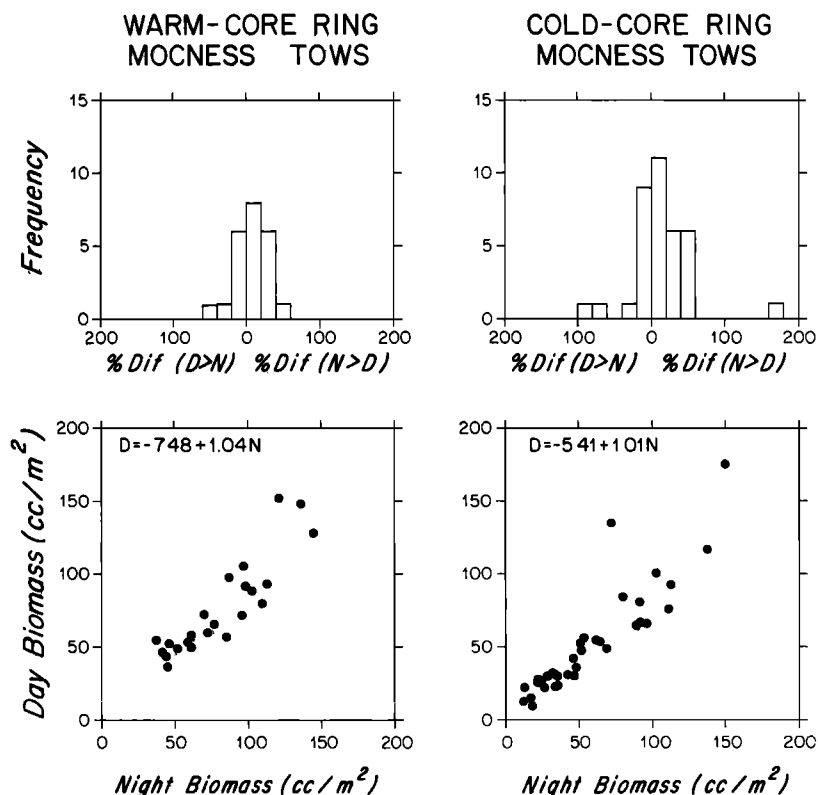 WARM-CORE RING
MOCNESS TOWS
COLD-CORE RING
MOCNESS TOWS
Frequency
15
10
5
0
200 100 0 100 200
% Dif (D>N) % Dif (N>D)
15
10
5
0
200 100 0 100 200
% Dif (D>N) % Dif (N>D)
Day Biomass (cc/m²)
200
150
100
50
0
D=-748+1.04N
0 50 100 150 200
Night Biomass (cc/m²)
200
150
100
50
0
D=-541+101N
0 50 100 150 200
Night Biomass (cc/m²)